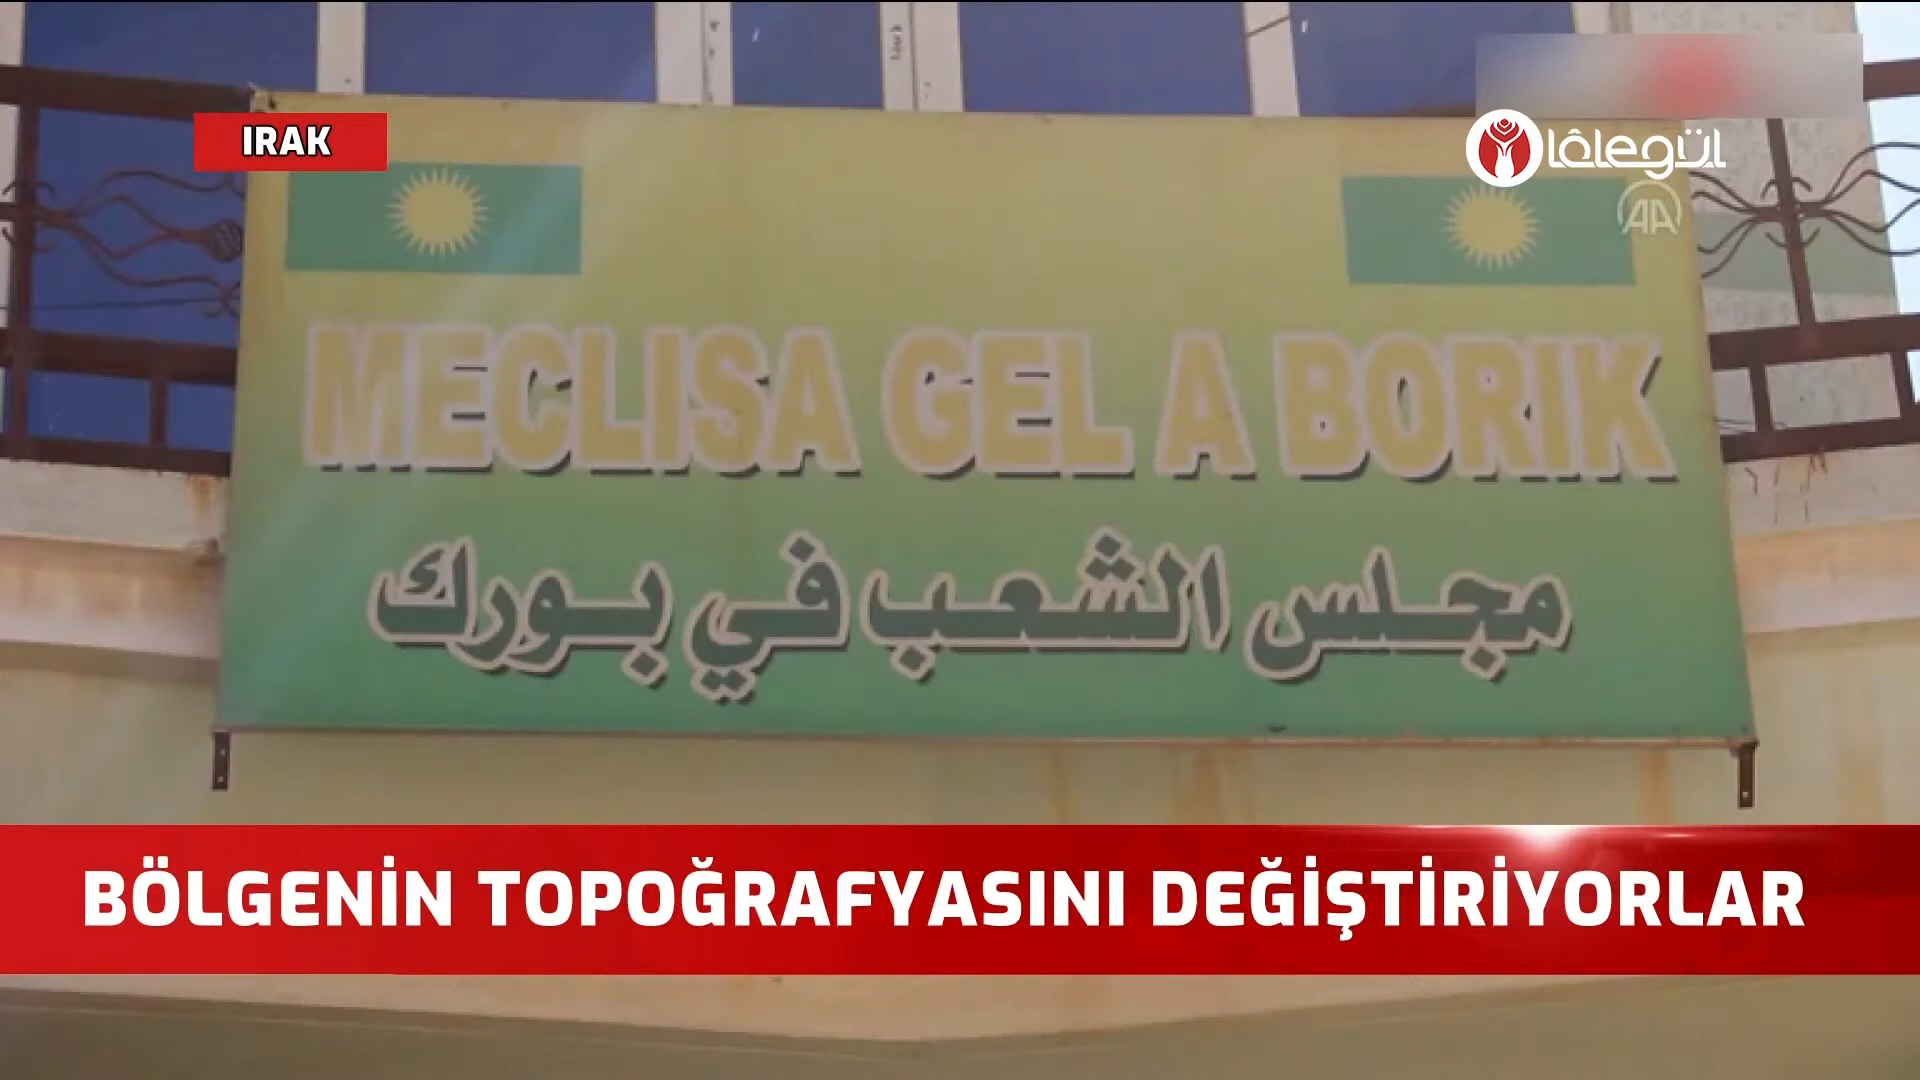 IRAK
lâlegül
AA
MECLISA GEL A BORIK
مجلس الشعب في بورك
BÖLGENİN TOPOĞRAFYASINI DEĞİŞTİRİYORLAR